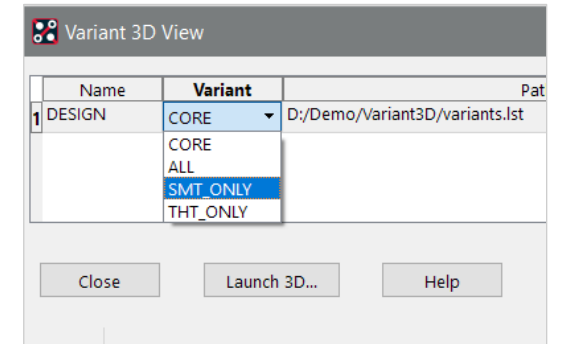 Variant 3D View
Name Variant Pat
1 DESIGN CORE D:/Demo/Variant3D/variants.lst
CORE
ALL
SMT_ONLY
THT_ONLY
Close Launch 3D... Help